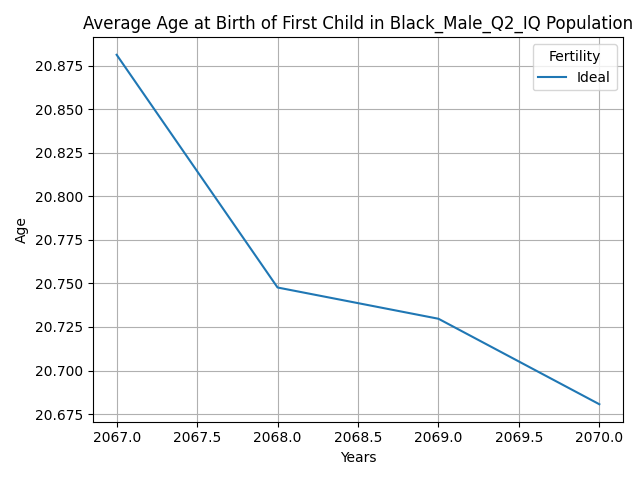 Average Age at Birth of First Child in Black_Male_Q2_IQ Population
Fertility
Ideal
20.875
20.850
20.825
20.800
20.775
20.750
20.725
20.700
20.675
Age
2067.0 2067.5 2068.0 2068.5 2069.0 2069.5 2070.0
Years